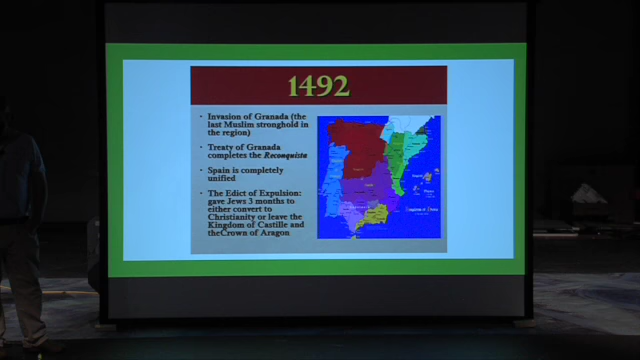 1492
· Invasion of Granada (the
last Muslim stronghold in
the region)
· Treaty of Granada
completes the Reconquista
· Spain is completely
unified
· The Edict of Expulsion:
gave Jews 3 months to
either convert to
Christianity or leave the
Kingdom of Castille and
theCrown of Aragon